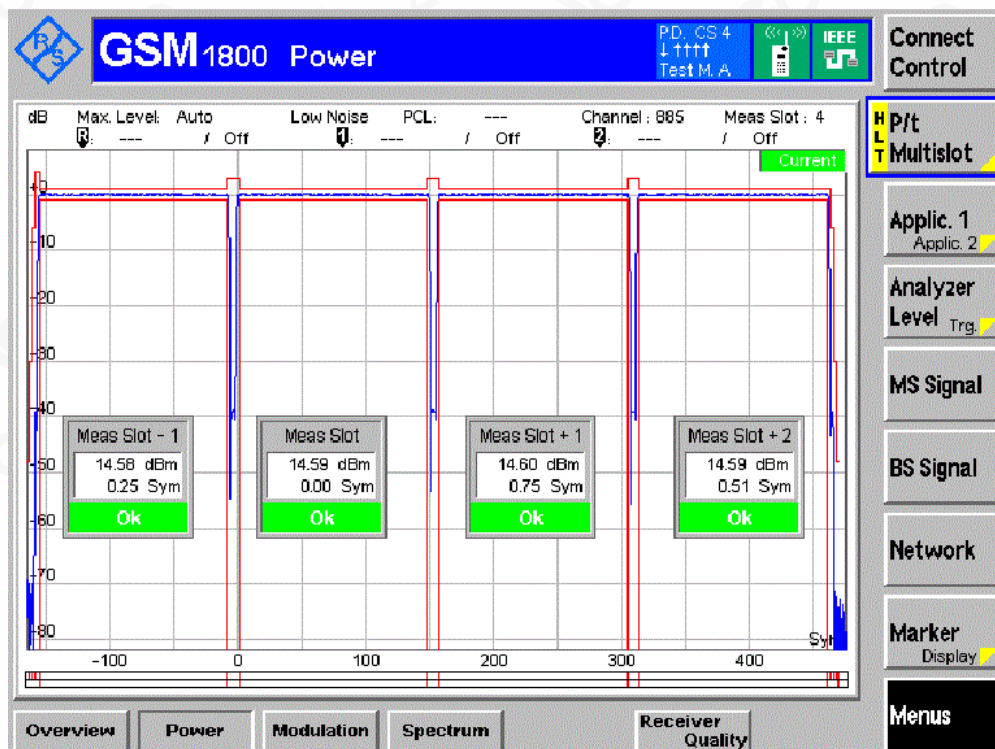 R/S
GSM 1800 Power
P.D. CS 4
↓↑↑↑↑
Test M. A
IEEE
Connect Control
dB Max. Level: Auto Low Noise PCL: --- Channel : 885 Meas Slot : 4
R: --- / Off 1: --- / Off 2: --- / Off
Current
H L T
P/t Multislot
Applic. 1
Applic. 2
Analyzer
Level Trg.
MS Signal
BS Signal
Network
Marker
Display
Menus
+0
-10
-20
-30
-40
-50
-60
-70
-80
Meas Slot - 1
14.58 dBm
0.25 Sym
Ok
Meas Slot
14.59 dBm
0.00 Sym
Ok
Meas Slot + 1
14.60 dBm
0.75 Sym
Ok
Meas Slot + 2
14.59 dBm
0.51 Sym
Ok
-100 0 100 200 300 400
Overview Power Modulation Spectrum Receiver Quality